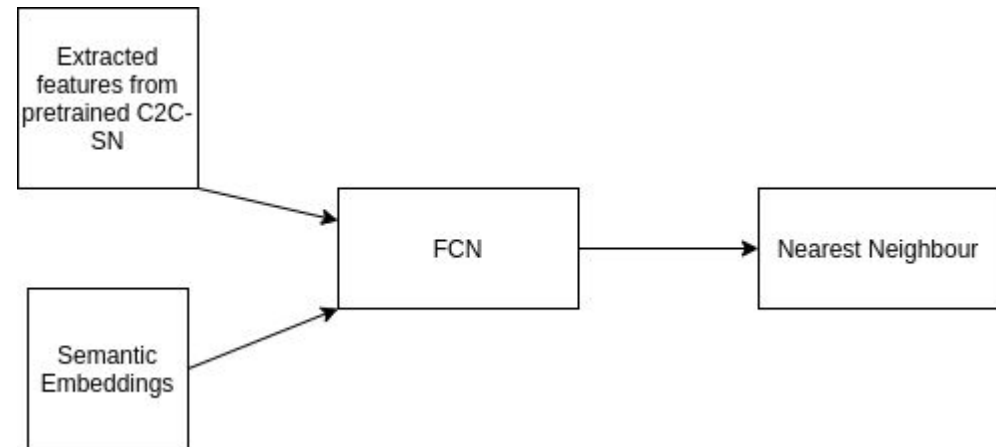 Extracted
features from
pretrained C2C-
SN
FCN
Nearest Neighbour
Semantic
Embeddings